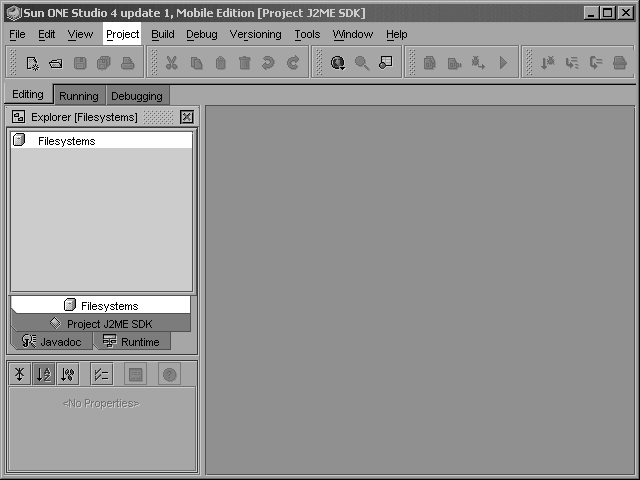 Sun ONE Studio 4 update 1, Mobile Edition [Project J2ME SDK]
File Edit View Project Build Debug Versioning Tools Window Help
Editing Running Debugging
Explorer [Filesystems]
Filesystems
Filesystems
Project J2ME SDK
Javadoc Runtime
<No Properties>